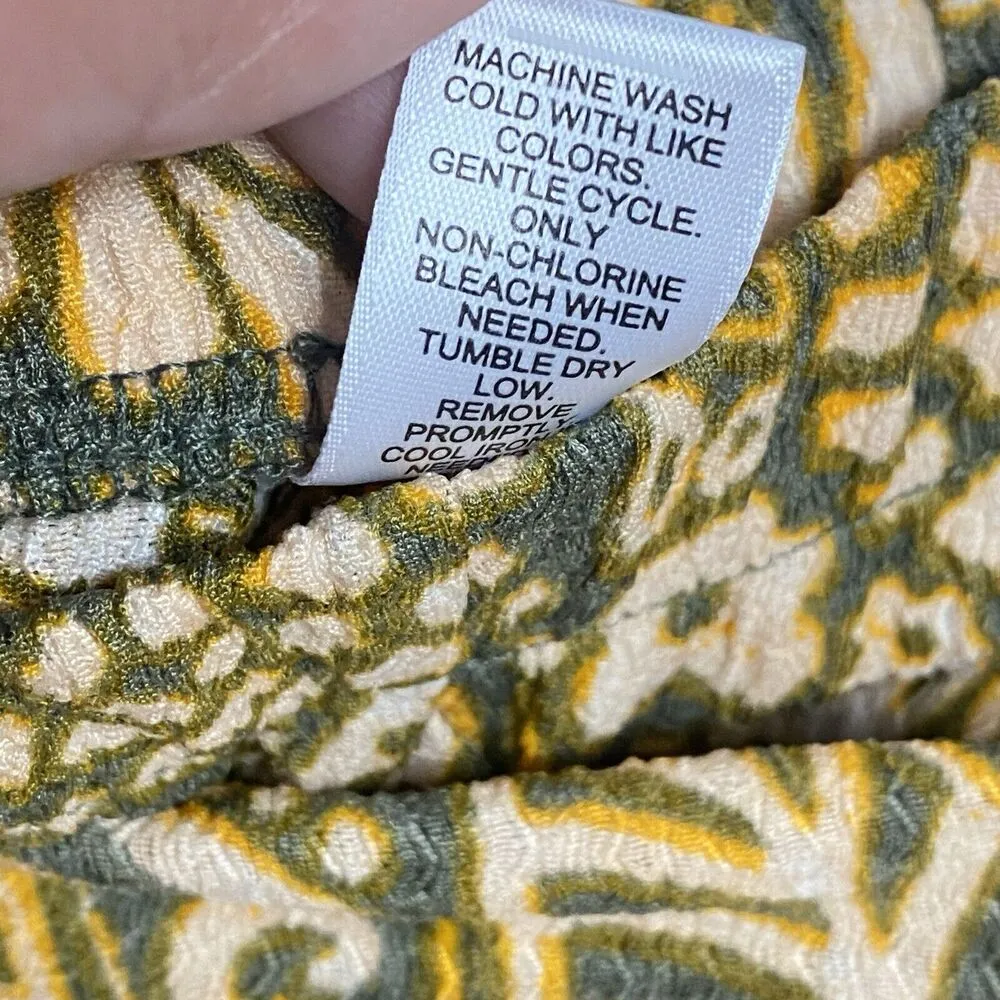 MACHINE WASH
COLD WITH LIKE
COLORS.
GENTLE CYCLE.
ONLY
NON-CHLORINE
BLEACH WHEN
NEEDED.
TUMBLE DRY
LOW.
REMOVE
PROMPTLY
COOL IRON